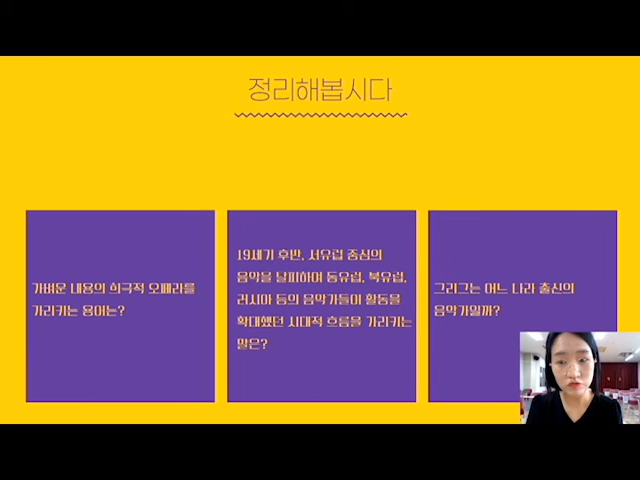 정리해봅시다
가벼운 내용의 희극적 오페라를
가리키는 용어는?
19세기 후반, 서유럽 중심의
음악을 탈피하여 동유럽, 북유럽,
러시아 등의 음악가들이 활동을
확대했던 시대적 흐름을 가리키는
말은?
그리그는 어느 나라 출신의
음악가일까?